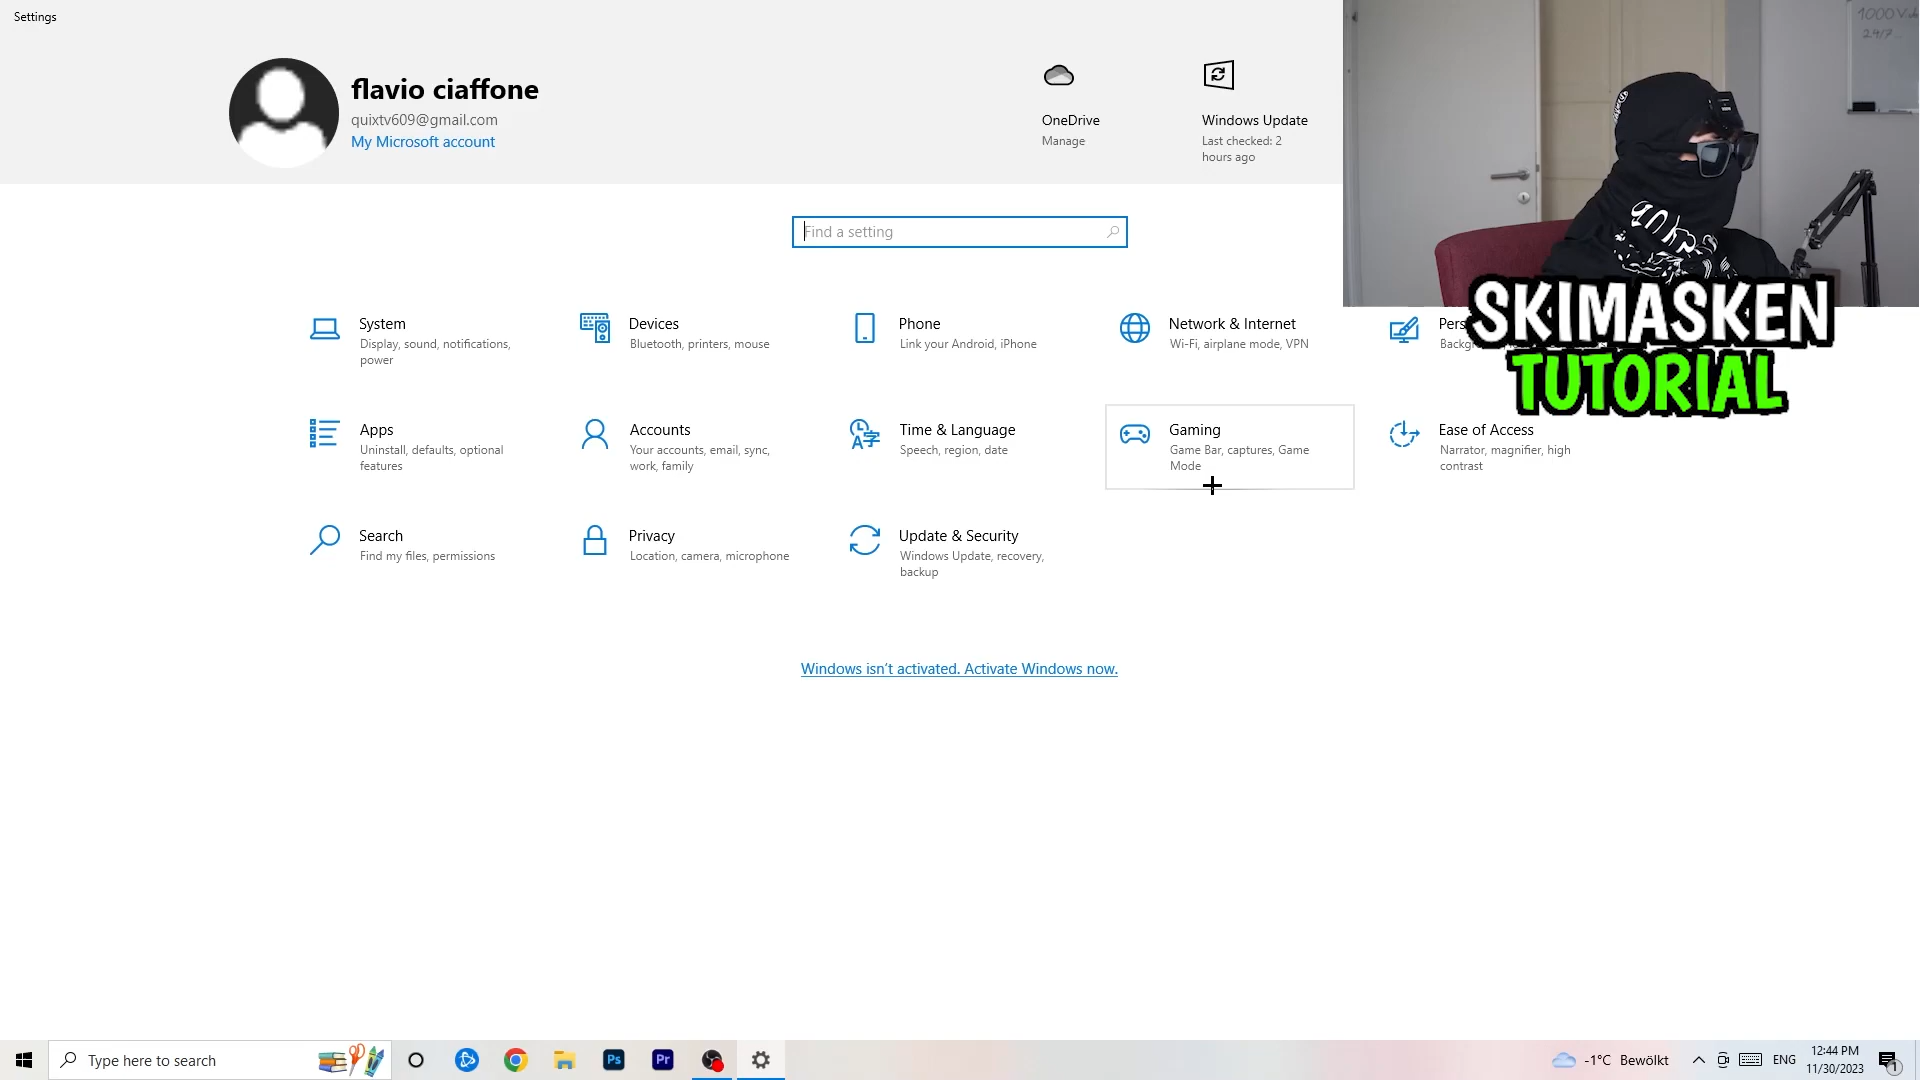 Settings
flavio ciaffone
quixtv609@gmail.com
My Microsoft account
OneDrive
Manage
Windows Update
Last checked: 2
hours ago
Find a setting
System
Display, sound, notifications,
power
Devices
Bluetooth, printers, mouse
Phone
Link your Android, iPhone
Network & Internet
Wi-Fi, airplane mode, VPN
SKIMASKEN
TUTORIAL
Apps
Uninstall, defaults, optional
features
Accounts
Your accounts, email, sync,
work, family
Time & Language
Speech, region, date
Gaming
Game Bar, captures, Game
Mode
Ease of Access
Narrator, magnifier, high
contrast
Search
Find my files, permissions
Privacy
Location, camera, microphone
Update & Security
Windows Update, recovery,
backup
Windows isn't activated. Activate Windows now.
Type here to search
Ps
Pr
-1°C Bewölkt
ENG
12:44 PM
11/30/2023
1